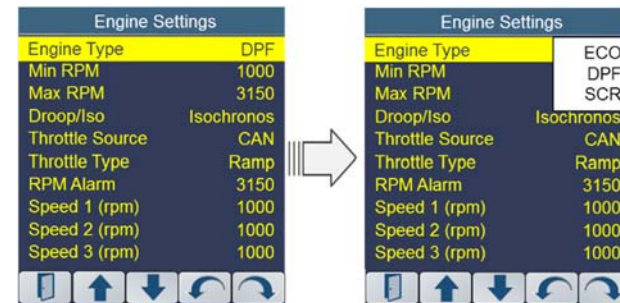 Engine Settings
Engine Type DPF
Min RPM 1000
Max RPM 3150
Droop/Iso Isochronos
Throttle Source CAN
Throttle Type Ramp
RPM Alarm 3150
Speed 1 (rpm) 1000
Speed 2 (rpm) 1000
Speed 3 (rpm) 1000
Engine Settings
Engine Type ECO
Min RPM DPF
Max RPM SCR
Droop/Iso Isochronos
Throttle Source CAN
Throttle Type Ramp
RPM Alarm 3150
Speed 1 (rpm) 1000
Speed 2 (rpm) 1000
Speed 3 (rpm) 1000